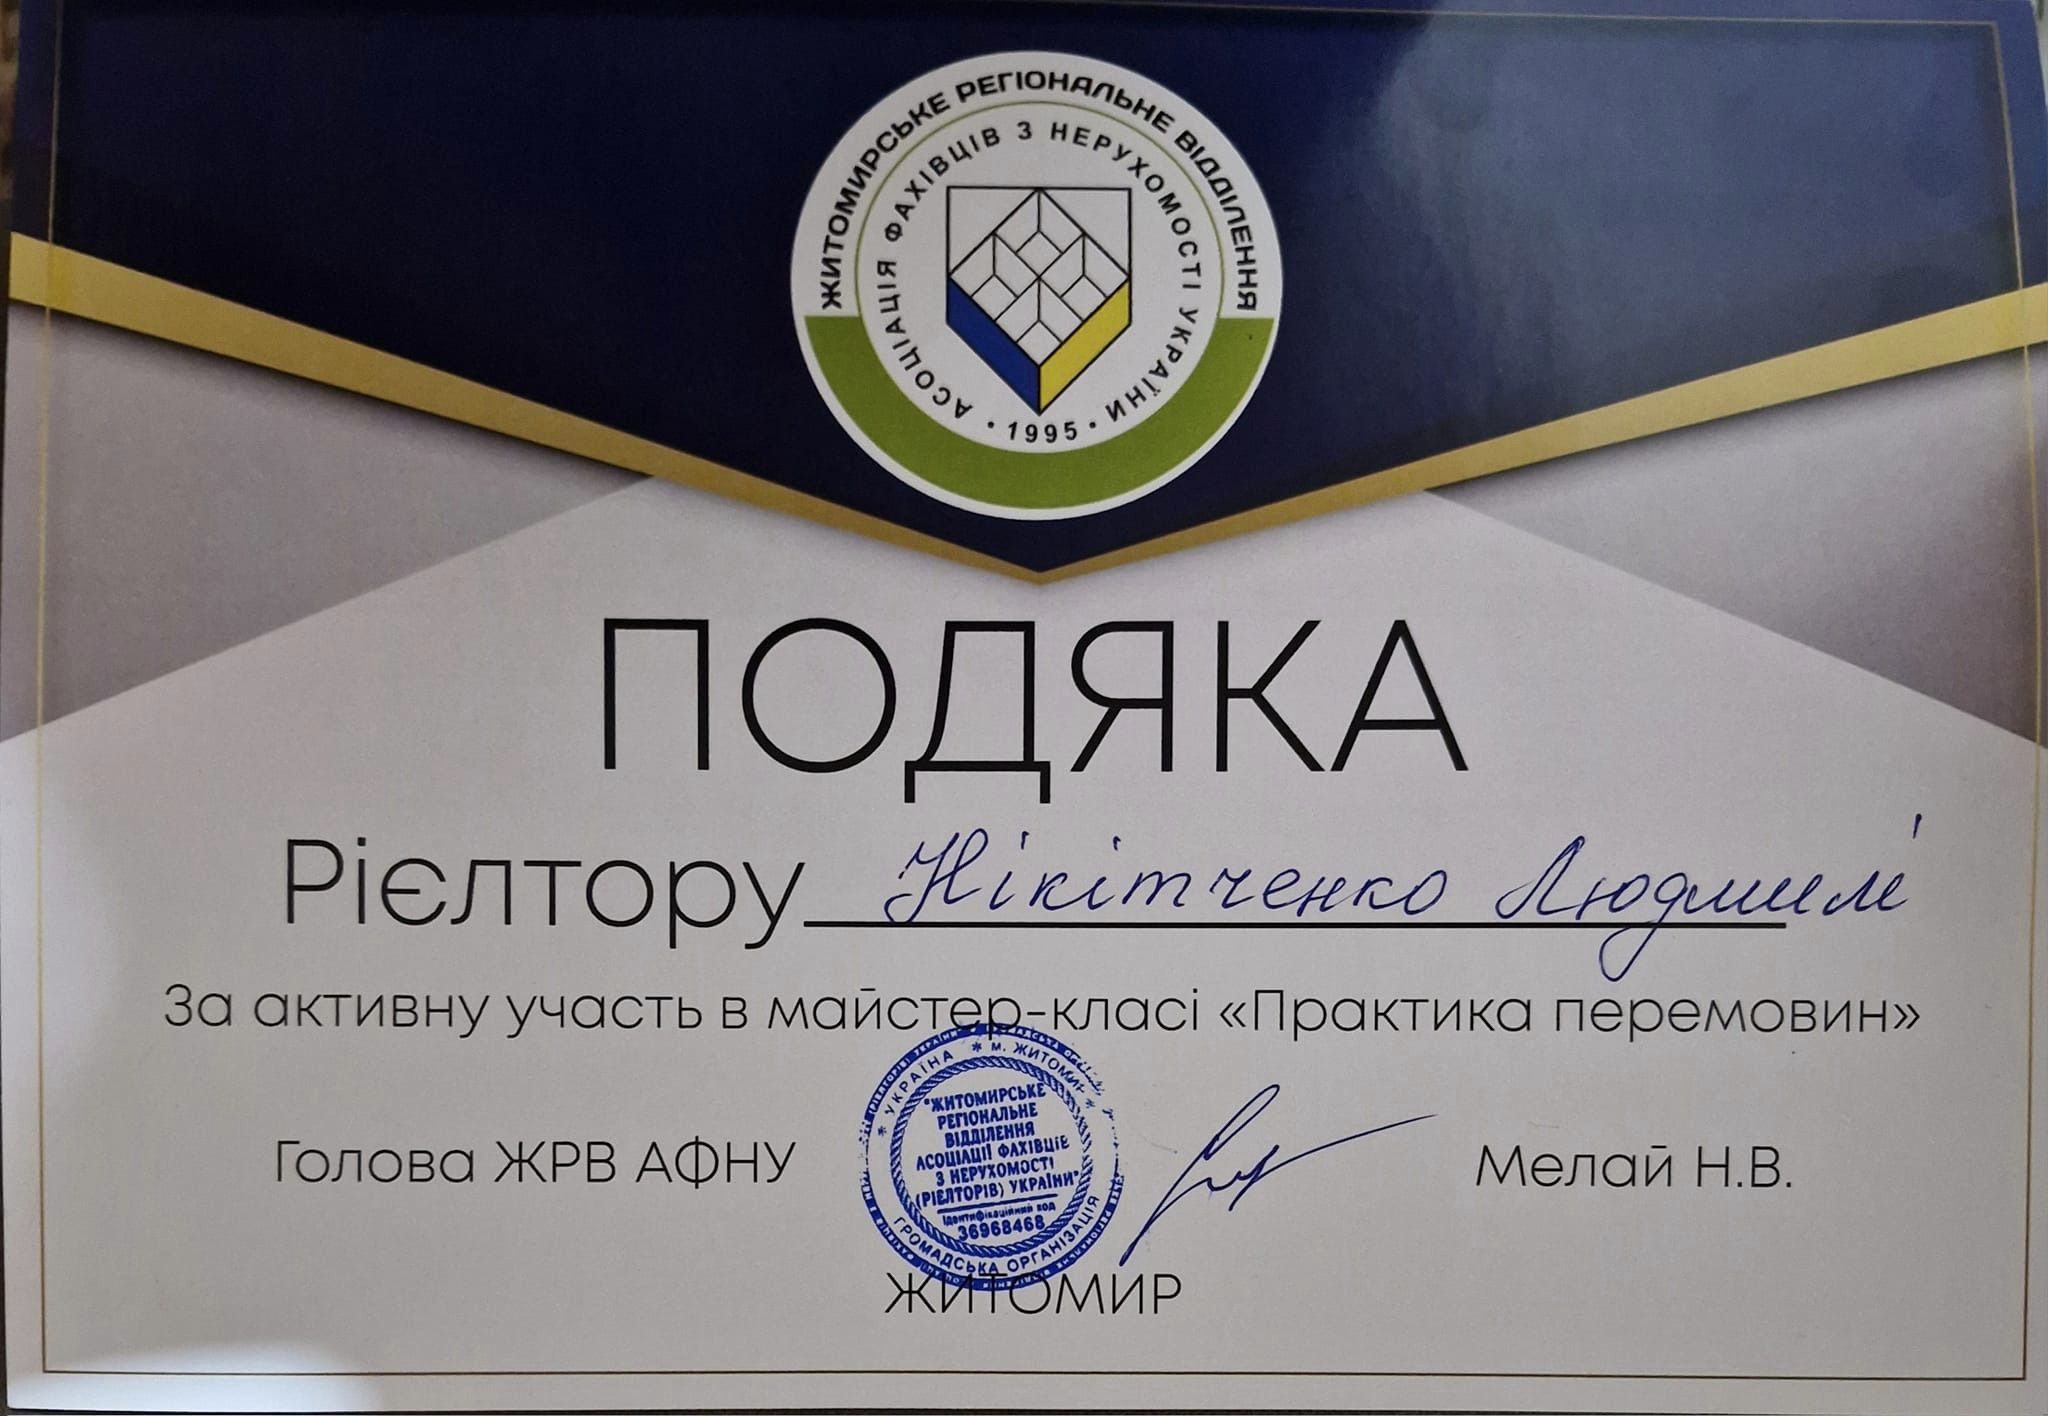 ЖИТОМИРСЬКЕ РЕГІОНАЛЬНЕ ВІДДІЛЕННЯ
АСОЦІАЦІЯ ФАХІВЦІВ З НЕРУХОМОСТІ УКРАЇНИ
• 1995 •
ПОДЯКА
Рієлтору Нікітченко Людмилі
За активну участь в майстер-класі «Практика перемовин»
Голова ЖРВ АФНУ
* УКРАЇНА * м. ЖИТОМИР *
"ЖИТОМИРСЬКЕ
РЕГІОНАЛЬНЕ
ВІДДІЛЕННЯ
АСОЦІАЦІЇ ФАХІВЦІВ
З НЕРУХОМОСТІ
(РІЕЛТОРІВ) УКРАЇНИ"
Ідентифікаційний код
36968468
ГРОМАДСЬКА ОРГАНІЗАЦІЯ
Мелай Н.В.
ЖИТОМИР